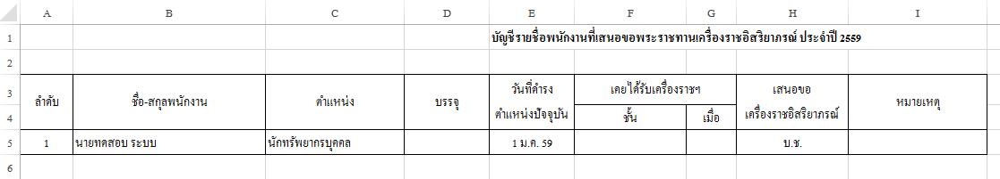 A B C D E F G H I
1 บัญชีรายชื่อพนักงานที่เสนอขอพระราชทานเครื่องราชอิสริยาภรณ์ ประจำปี 2559
2
3 ลำดับ ชื่อ-สกุลพนักงาน ตำแหน่ง บรรจุ วันที่ดำรง เคยได้รับเครื่องราชฯ เสนอขอ หมายเหตุ
4 ตำแหน่งปัจจุบัน ชั้น เมื่อ เครื่องราชอิสริยาภรณ์
5 1 นายทดสอบ ระบบ นักทรัพยากรบุคคล 1 ม.ค. 59 บ.ช.
6